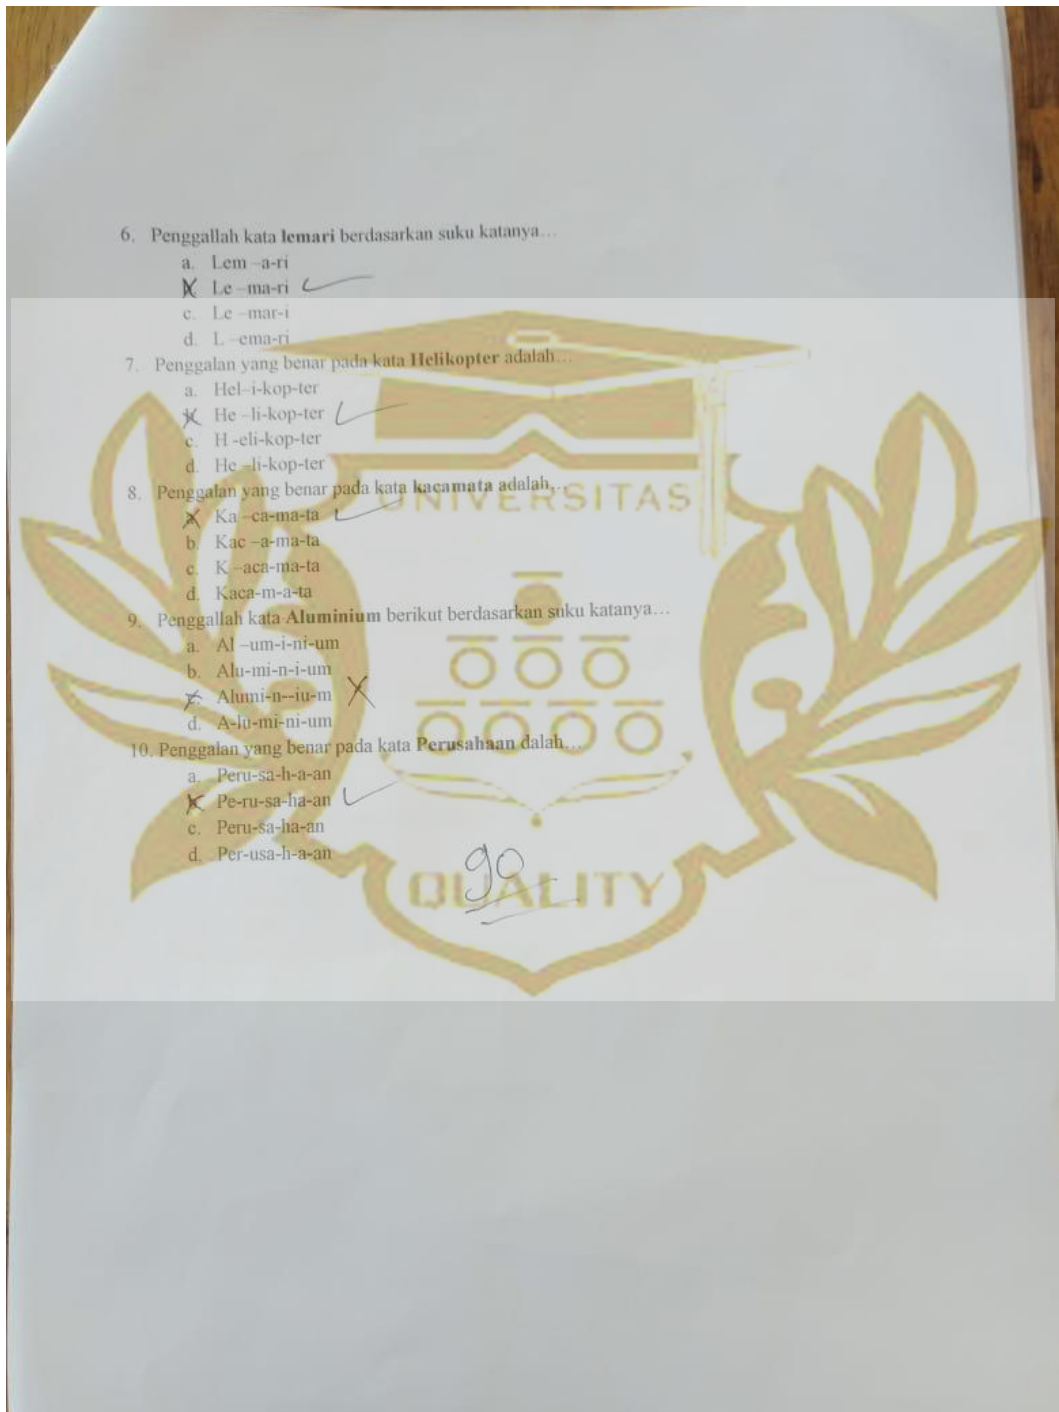 6. Penggallah kata lemari berdasarkan suku katanya…
a. Lem –a-ri
b. Le –ma-ri
c. Le –mar-i
d. L –ema-ri
7. Penggalan yang benar pada kata Helikopter adalah…
a. Hel–i-kop-ter
b. He –li-kop-ter
c. H -eli-kop-ter
d. He –li-kop-ter
8. Penggalan yang benar pada kata kacamata adalah,..
a. Ka –ca-ma-ta
b. Kac –a-ma-ta
c. K –aca-ma-ta
d. Kaca-m-a-ta
9. Penggallah kata Aluminium berikut berdasarkan suku katanya…
a. Al –um-i-ni-um
b. Alu-mi-n-i-um
c. Alumi-n--iu-m
d. A-lu-mi-ni-um
10. Penggalan yang benar pada kata Perusahaan dalah…
a. Peru-sa-h-a-an
b. Pe-ru-sa-ha-an
c. Peru-sa-ha-an
d. Per-usa-h-a-an
90
UNIVERSITAS
QUALITY